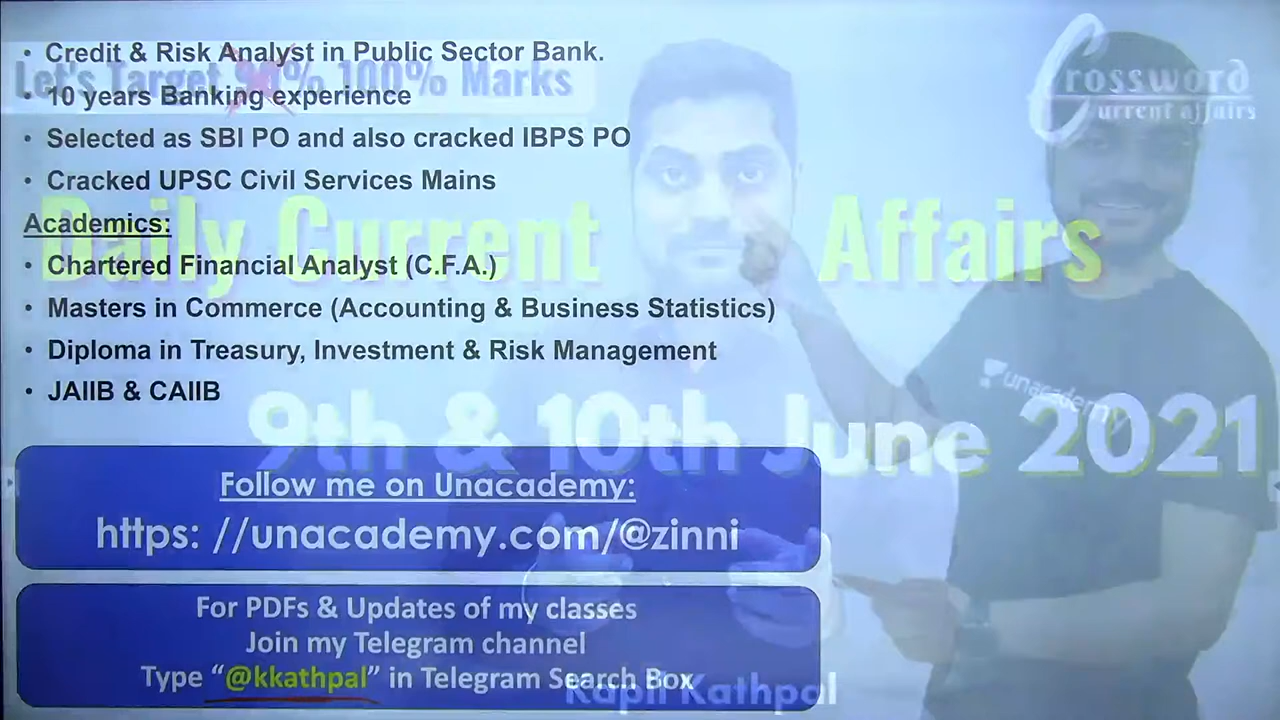 • Credit & Risk Analyst in Public Sector Bank.
Let's Target 90% 100% Marks
• 10 years Banking experience
• Selected as SBI PO and also cracked IBPS PO
• Cracked UPSC Civil Services Mains
Academics:
Daily Current Affairs
• Chartered Financial Analyst (C.F.A.)
• Masters in Commerce (Accounting & Business Statistics)
• Diploma in Treasury, Investment & Risk Management
• JAIIB & CAIIB
9th & 10th June 2021
Follow me on Unacademy:
https: //unacademy.com/@zinni
For PDFs & Updates of my classes
Join my Telegram channel
Type “@kkathpal” in Telegram Search Box
Kapil Kathpal
Crossword
Current affairs
unacademy